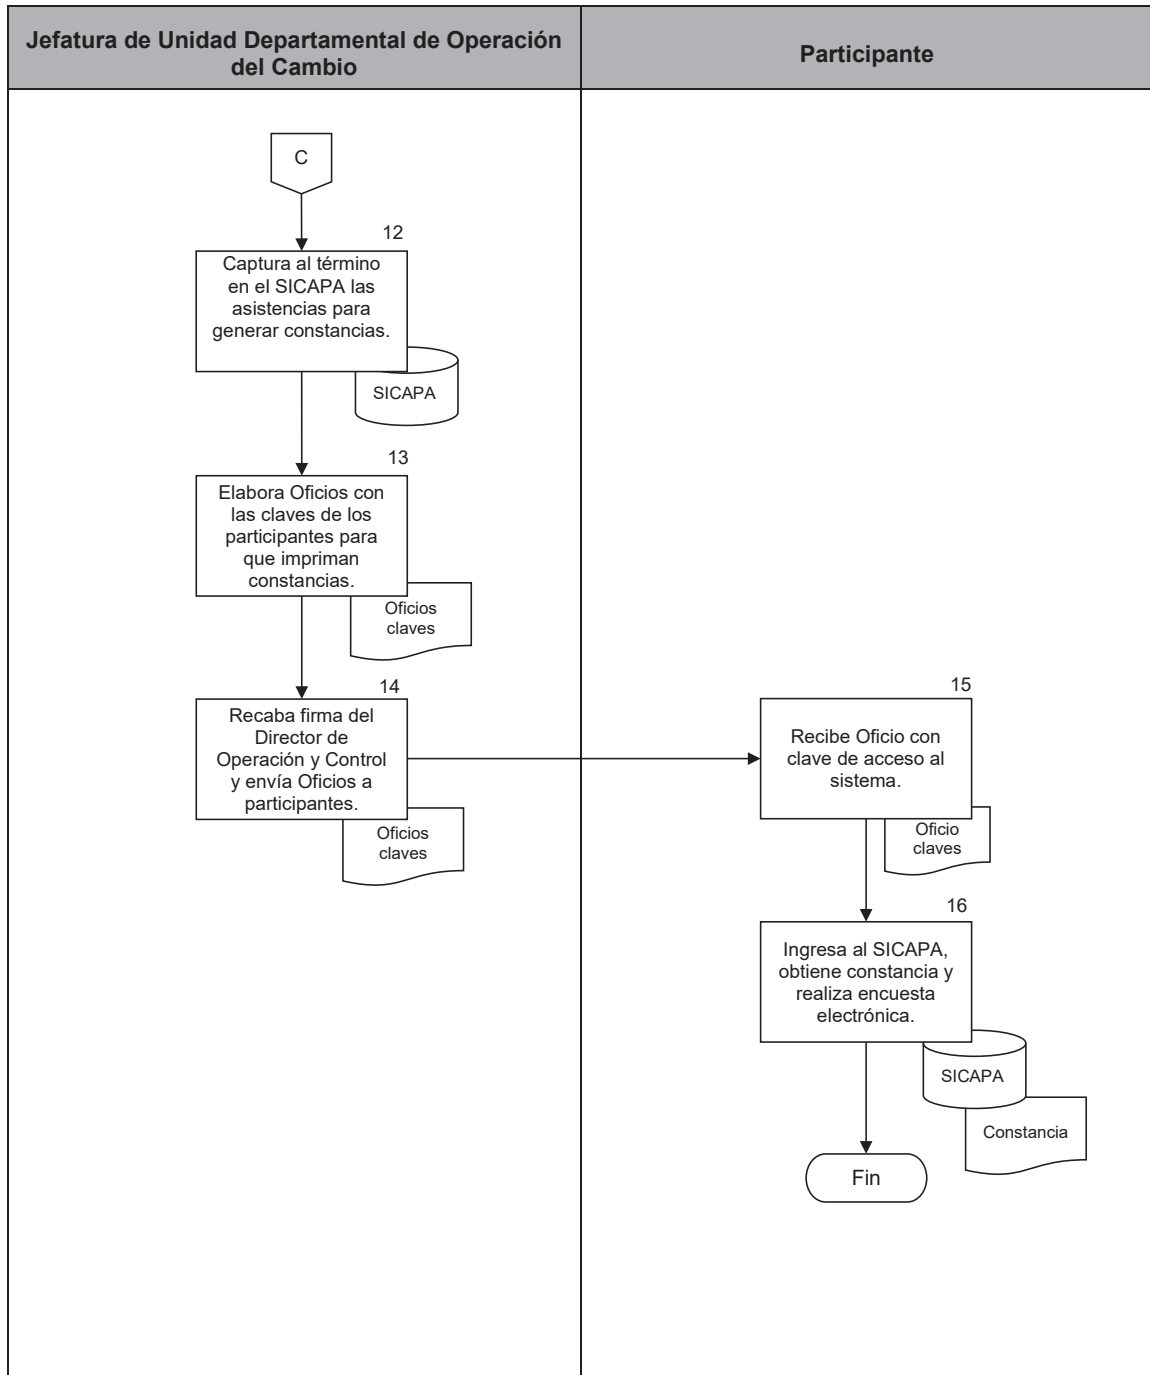 Jefatura de Unidad Departamental de Operación
del Cambio
Participante
C
12
Captura al término
en el SICAPA las
asistencias para
generar constancias.
SICAPA
13
Elabora Oficios con
las claves de los
participantes para
que impriman
constancias.
Oficios
claves
14
Recaba firma del
Director de
Operación y Control
y envía Oficios a
participantes.
Oficios
claves
15
Recibe Oficio con
clave de acceso al
sistema.
Oficio
claves
16
Ingresa al SICAPA,
obtiene constancia y
realiza encuesta
electrónica.
SICAPA
Constancia
Fin